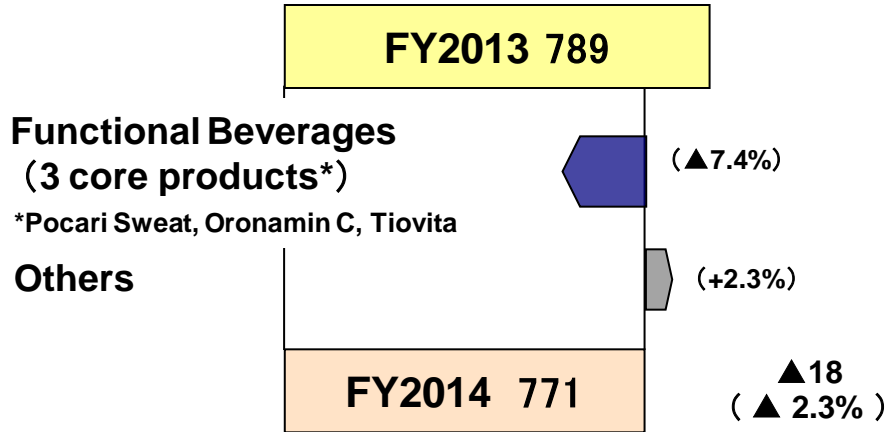 FY2013 789
Functional Beverages
（3 core products*）
（▲7.4%）
*Pocari Sweat, Oronamin C, Tiovita
Others
（+2.3%）
FY2014 771
▲18
（ ▲ 2.3% ）